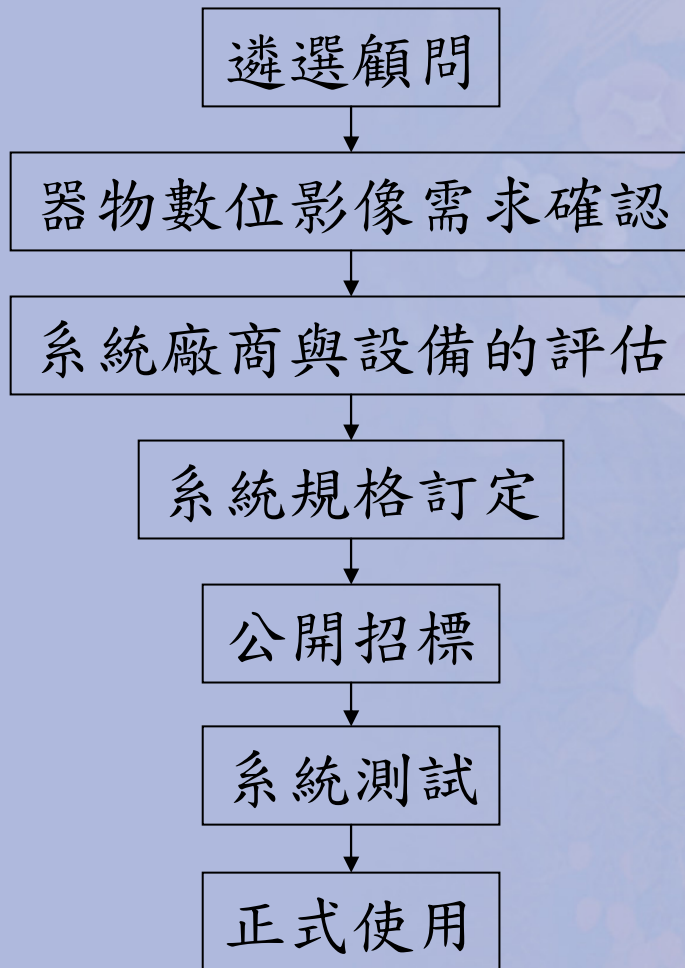 遴選顧問
器物數位影像需求確認
系統廠商與設備的評估
系統規格訂定
公開招標
系統測試
正式使用